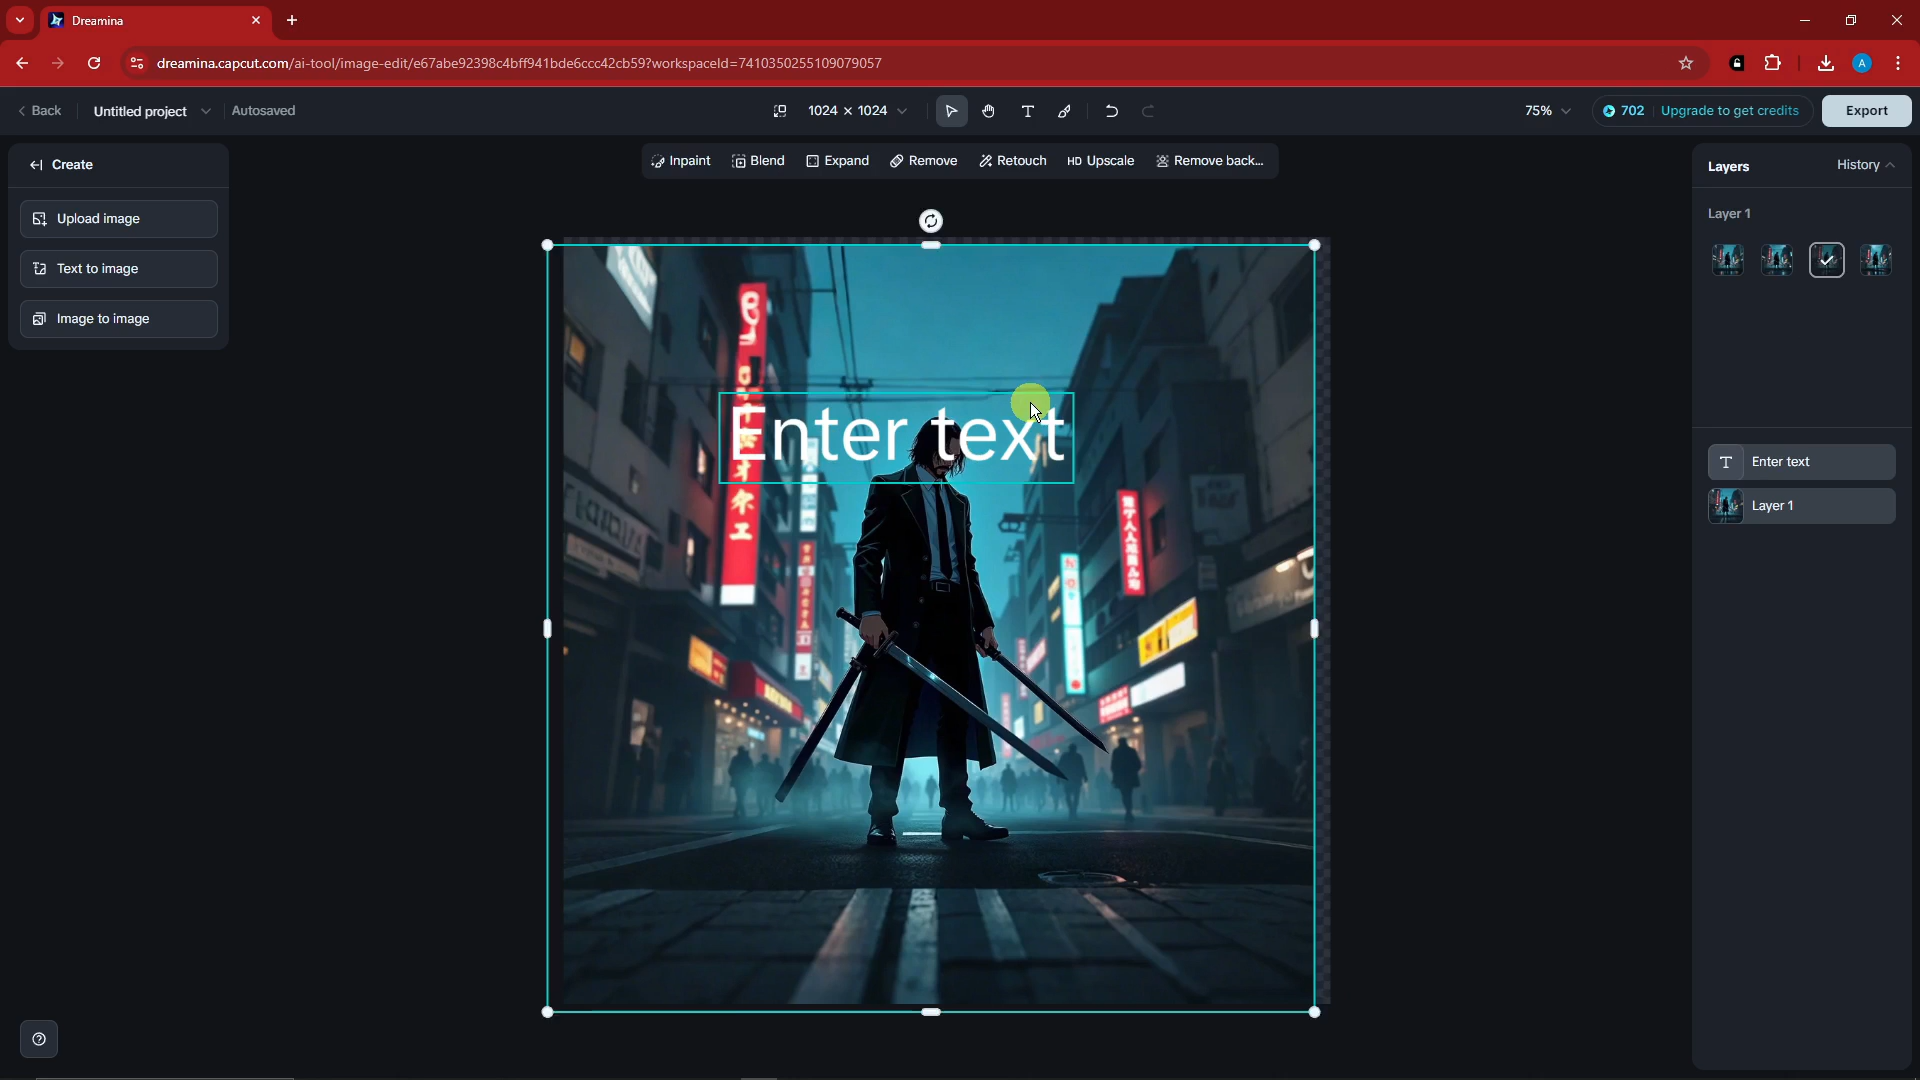 Dreamina
dreamina.capcut.com/ai-tool/image-edit/e67abe92398c4bff941bde6ccc42cb59?workspaceId=7410350255109079057
A
Back
Untitled project
Autosaved
1024 × 1024
T
75%
702
Upgrade to get credits
Export
Create
Inpaint
Blend
Expand
Remove
Retouch
HD Upscale
Remove back...
Layers
History
Upload image
Text to image
Image to image
Layer 1
Enter text
T Enter text
Layer 1